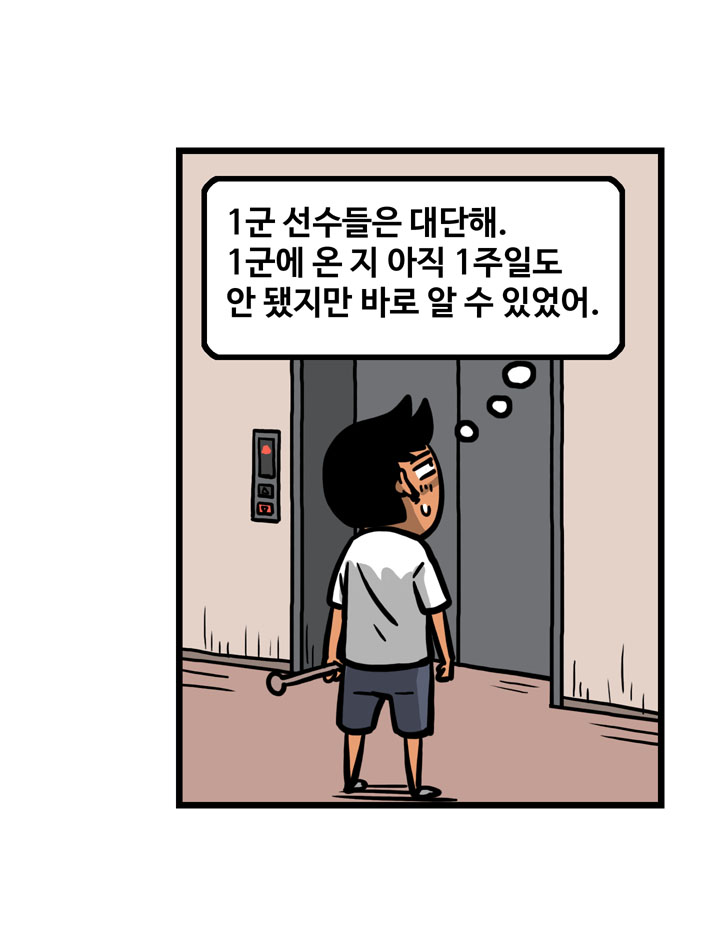 1군 선수들은 대단해.
1군에 온 지 아직 1주일도
안 됐지만 바로 알 수 있었어.